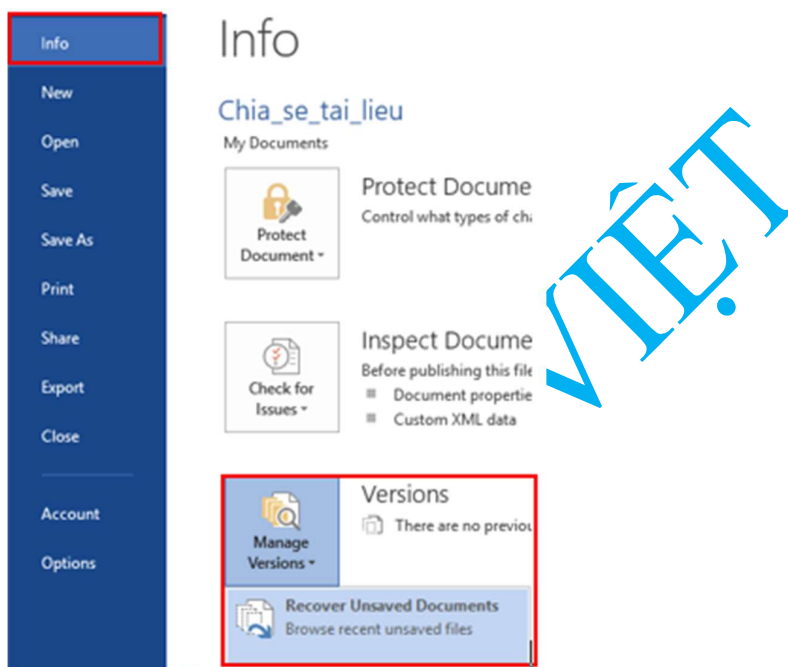 Info
New
Open
Save
Save As
Print
Share
Export
Close
Account
Options
Info
Chia_se_tai_lieu
My Documents
Protect
Document
Protect Docume
Control what types of cha
Check for
Issues
Inspect Docume
Before publishing this file
Document propertie
Custom XML data
Manage
Versions
Versions
There are no previou
Recover Unsaved Documents
Browse recent unsaved files
VIỆT